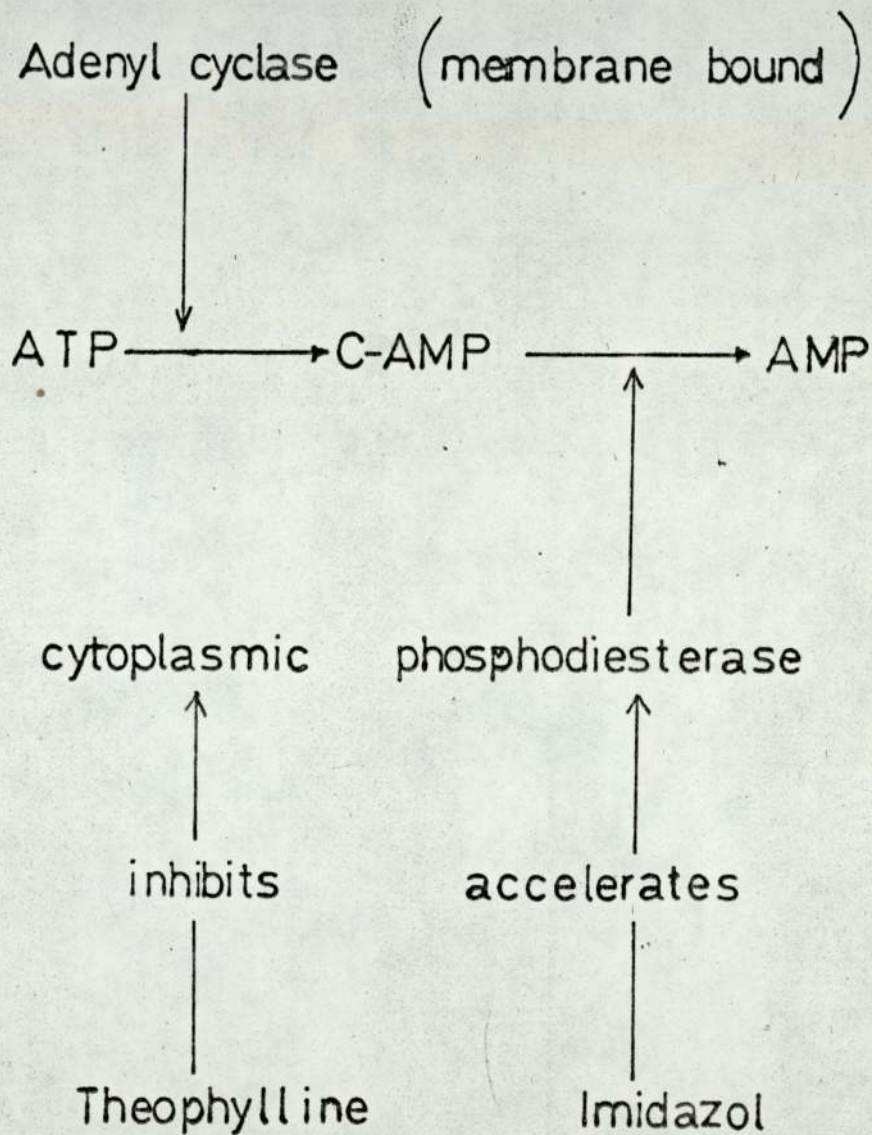 Adenyl cyclase (membrane bound)
ATP C-AMP AMP
cytoplasmic phosphodiesterase
inhibits accelerates
Theophylline Imidazol